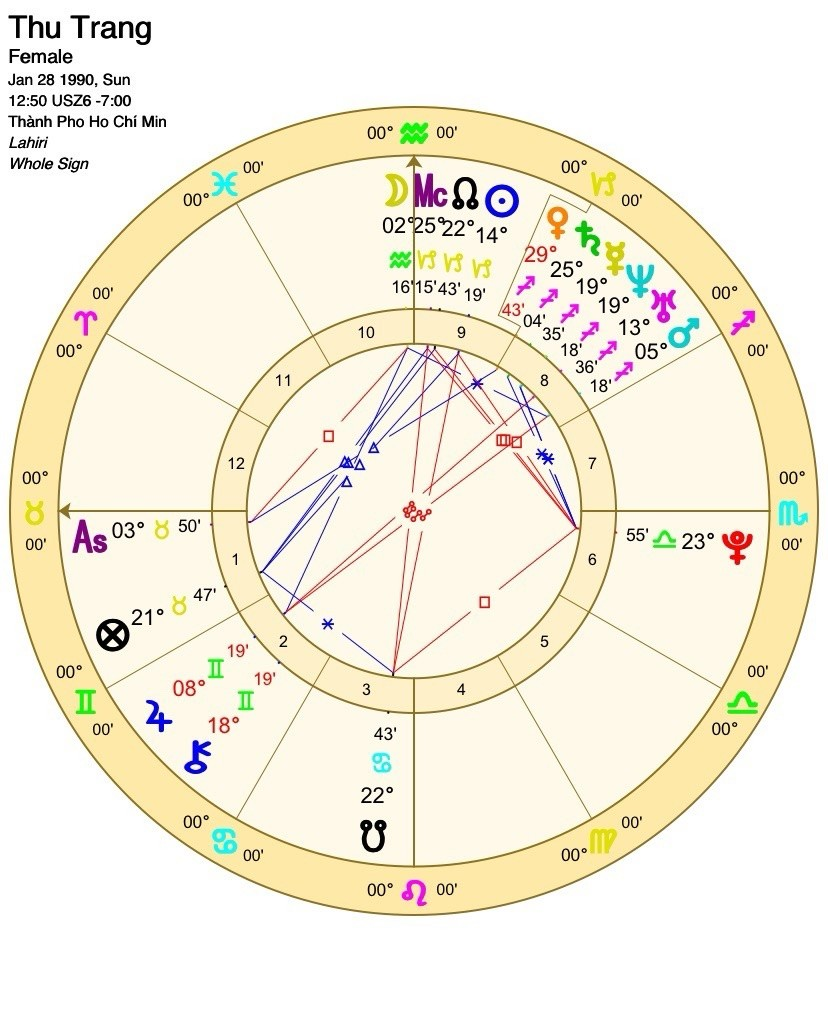 Thu Trang
Female
Jan 28 1990, Sun
12:50 USZ6 -7:00
Thành Pho Ho Chí Min
Lahiri
Whole Sign
00° ♒ 00'
00° ♓ 00'
00° ♑ 00'
☽ Mc ☊ ☉
02° 25° 22° 14°
♒ ♑ ♑ ♑
16' 15' 43' 19'
♀ 29° ♐ 43'
♄ 25° ♐ 04'
☿ 19° ♐ 35'
♆ 19° ♐ 18'
♅ 13° ♐ 36'
♂ 05° ♐ 18'
00' ♈ 00°
00° ♐ 00'
10 9
11 8
12 7
00° ♉ 00'
00° ♏ 00'
As 03° ♉ 50'
55' ♎ 23° ♇
1 6
⊗ 21° ♉ 47'
2 5
3 4
♃ 08° ♊ 19'
⚷ 18° ♊ 19'
00° ♊ 00'
00' ♎ 00°
43'
♋
22°
☋
00° ♋ 00'
00° ♍ 00'
00° ♌ 00'